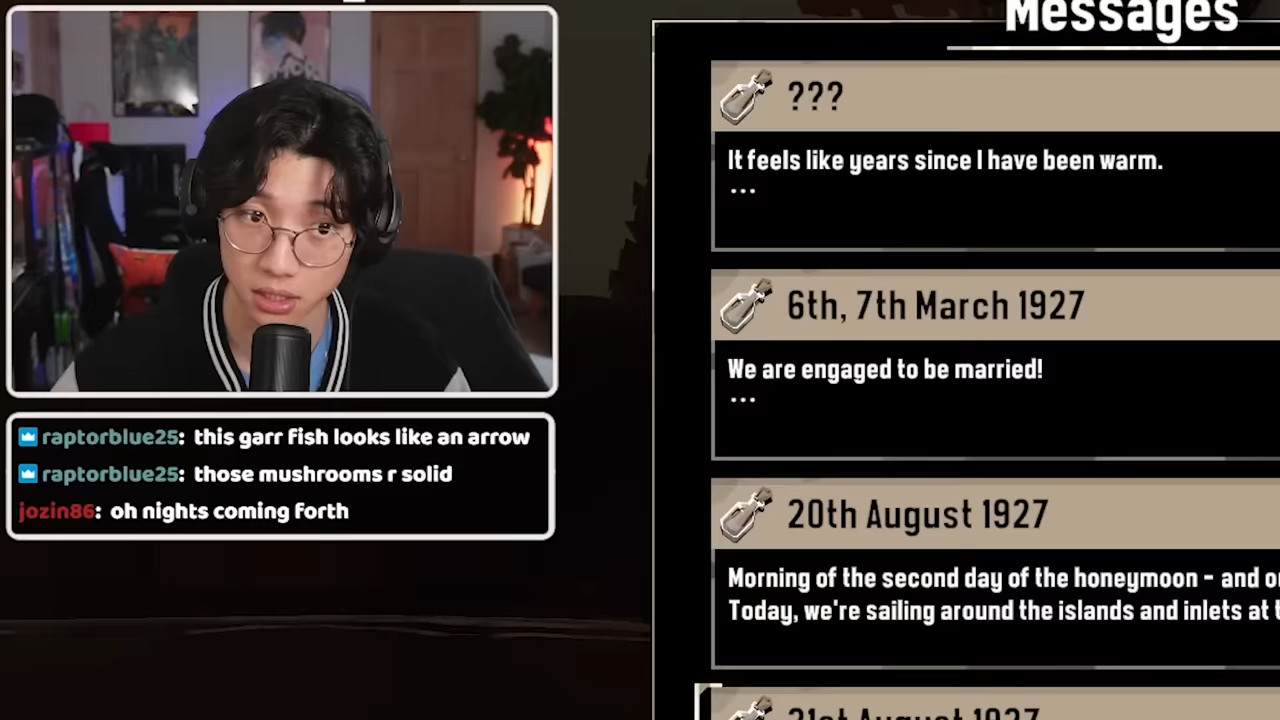 Messages
???
It feels like years since I have been warm.
...
6th, 7th March 1927
We are engaged to be married!
...
20th August 1927
Morning of the second day of the honeymoon - and
Today, we're sailing around the islands and inlets at
21st August 1927
raptorblue25: this garr fish looks like an arrow
raptorblue25: those mushrooms r solid
jozin86: oh nights coming forth